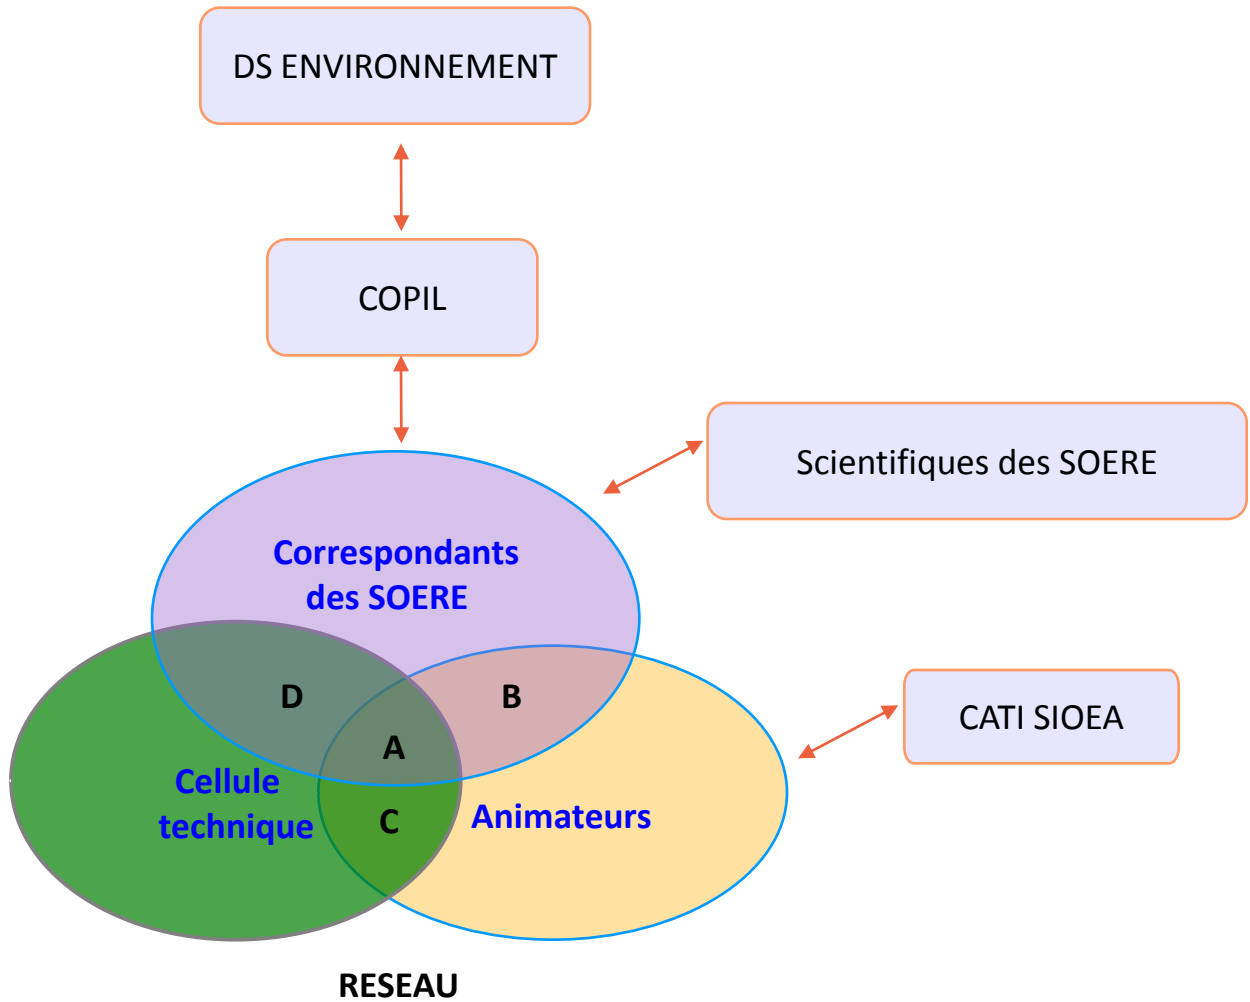 DS ENVIRONNEMENT
COPIL
Scientifiques des SOERE
Correspondants
des SOERE
D
B
CATI SIOEA
A
Cellule
technique
C
Animateurs
RESEAU